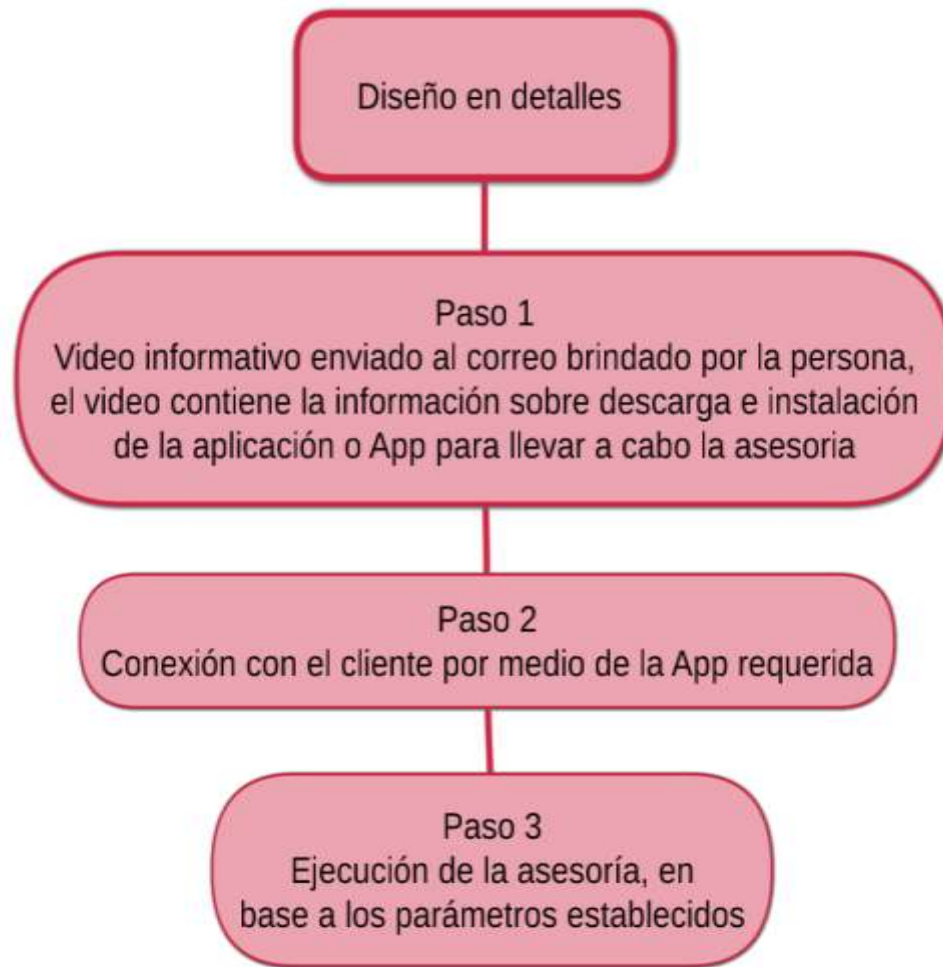 Diseño en detalles
Paso 1
Video informativo enviado al correo brindado por la persona,
el video contiene la información sobre descarga e instalación
de la aplicación o App para llevar a cabo la asesoria
Paso 2
Conexión con el cliente por medio de la App requerida
Paso 3
Ejecución de la asesoría, en
base a los parámetros establecidos